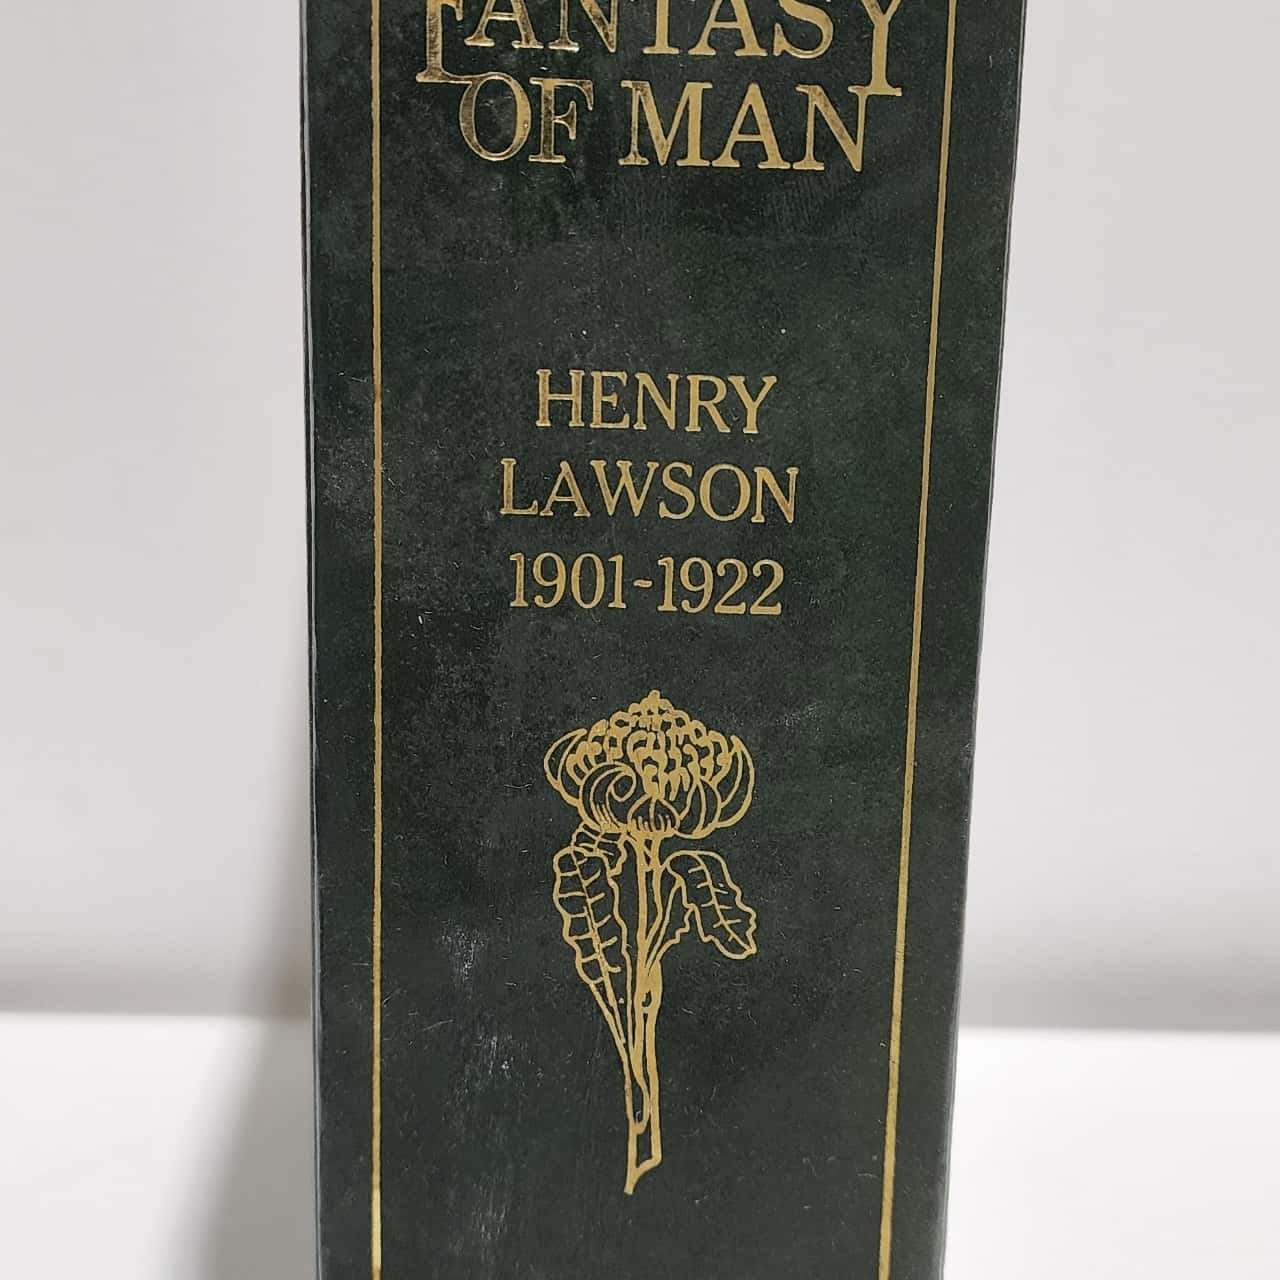 FANTASY
OF MAN
HENRY
LAWSON
1901-1922